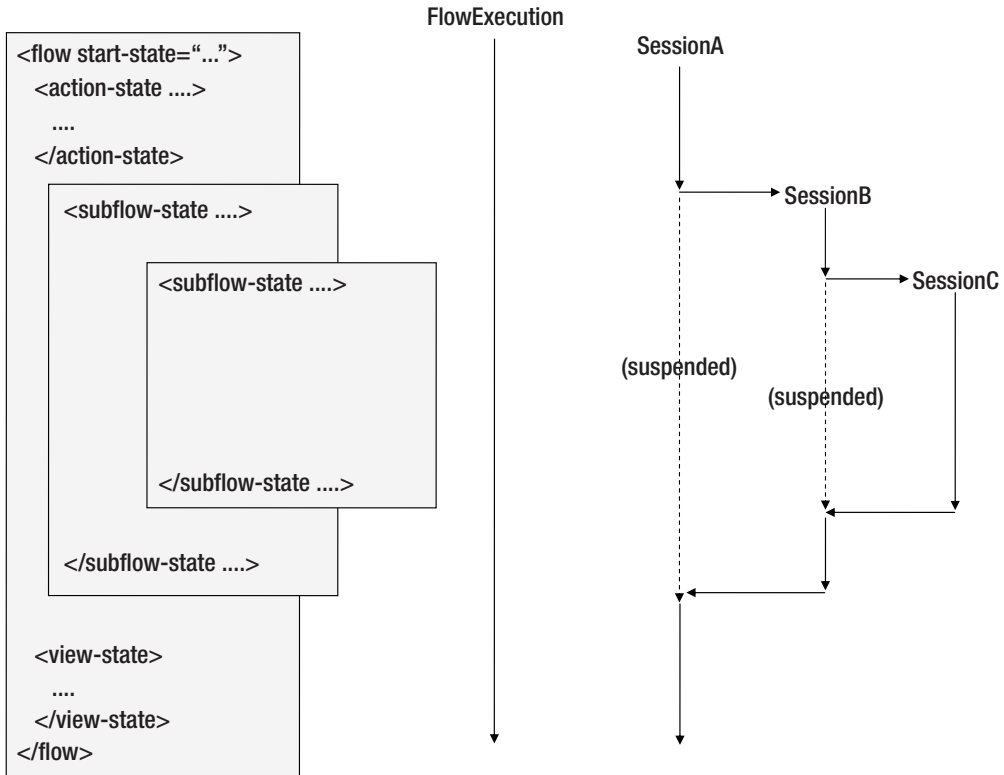 FlowExecution
<flow start-state=“...”>
<action-state ....>
....
</action-state>
<subflow-state ....>
<subflow-state ....>
</subflow-state ....>
</subflow-state ....>
<view-state>
....
</view-state>
</flow>
SessionA
SessionB
SessionC
(suspended)
(suspended)